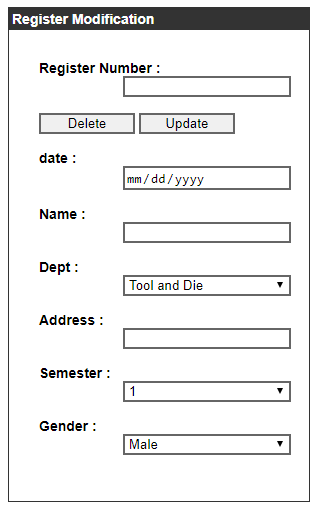 Register Modification
Register Number :
Delete Update
date :
mm/dd/yyyy
Name :
Dept :
Tool and Die
Address :
Semester :
1
Gender :
Male